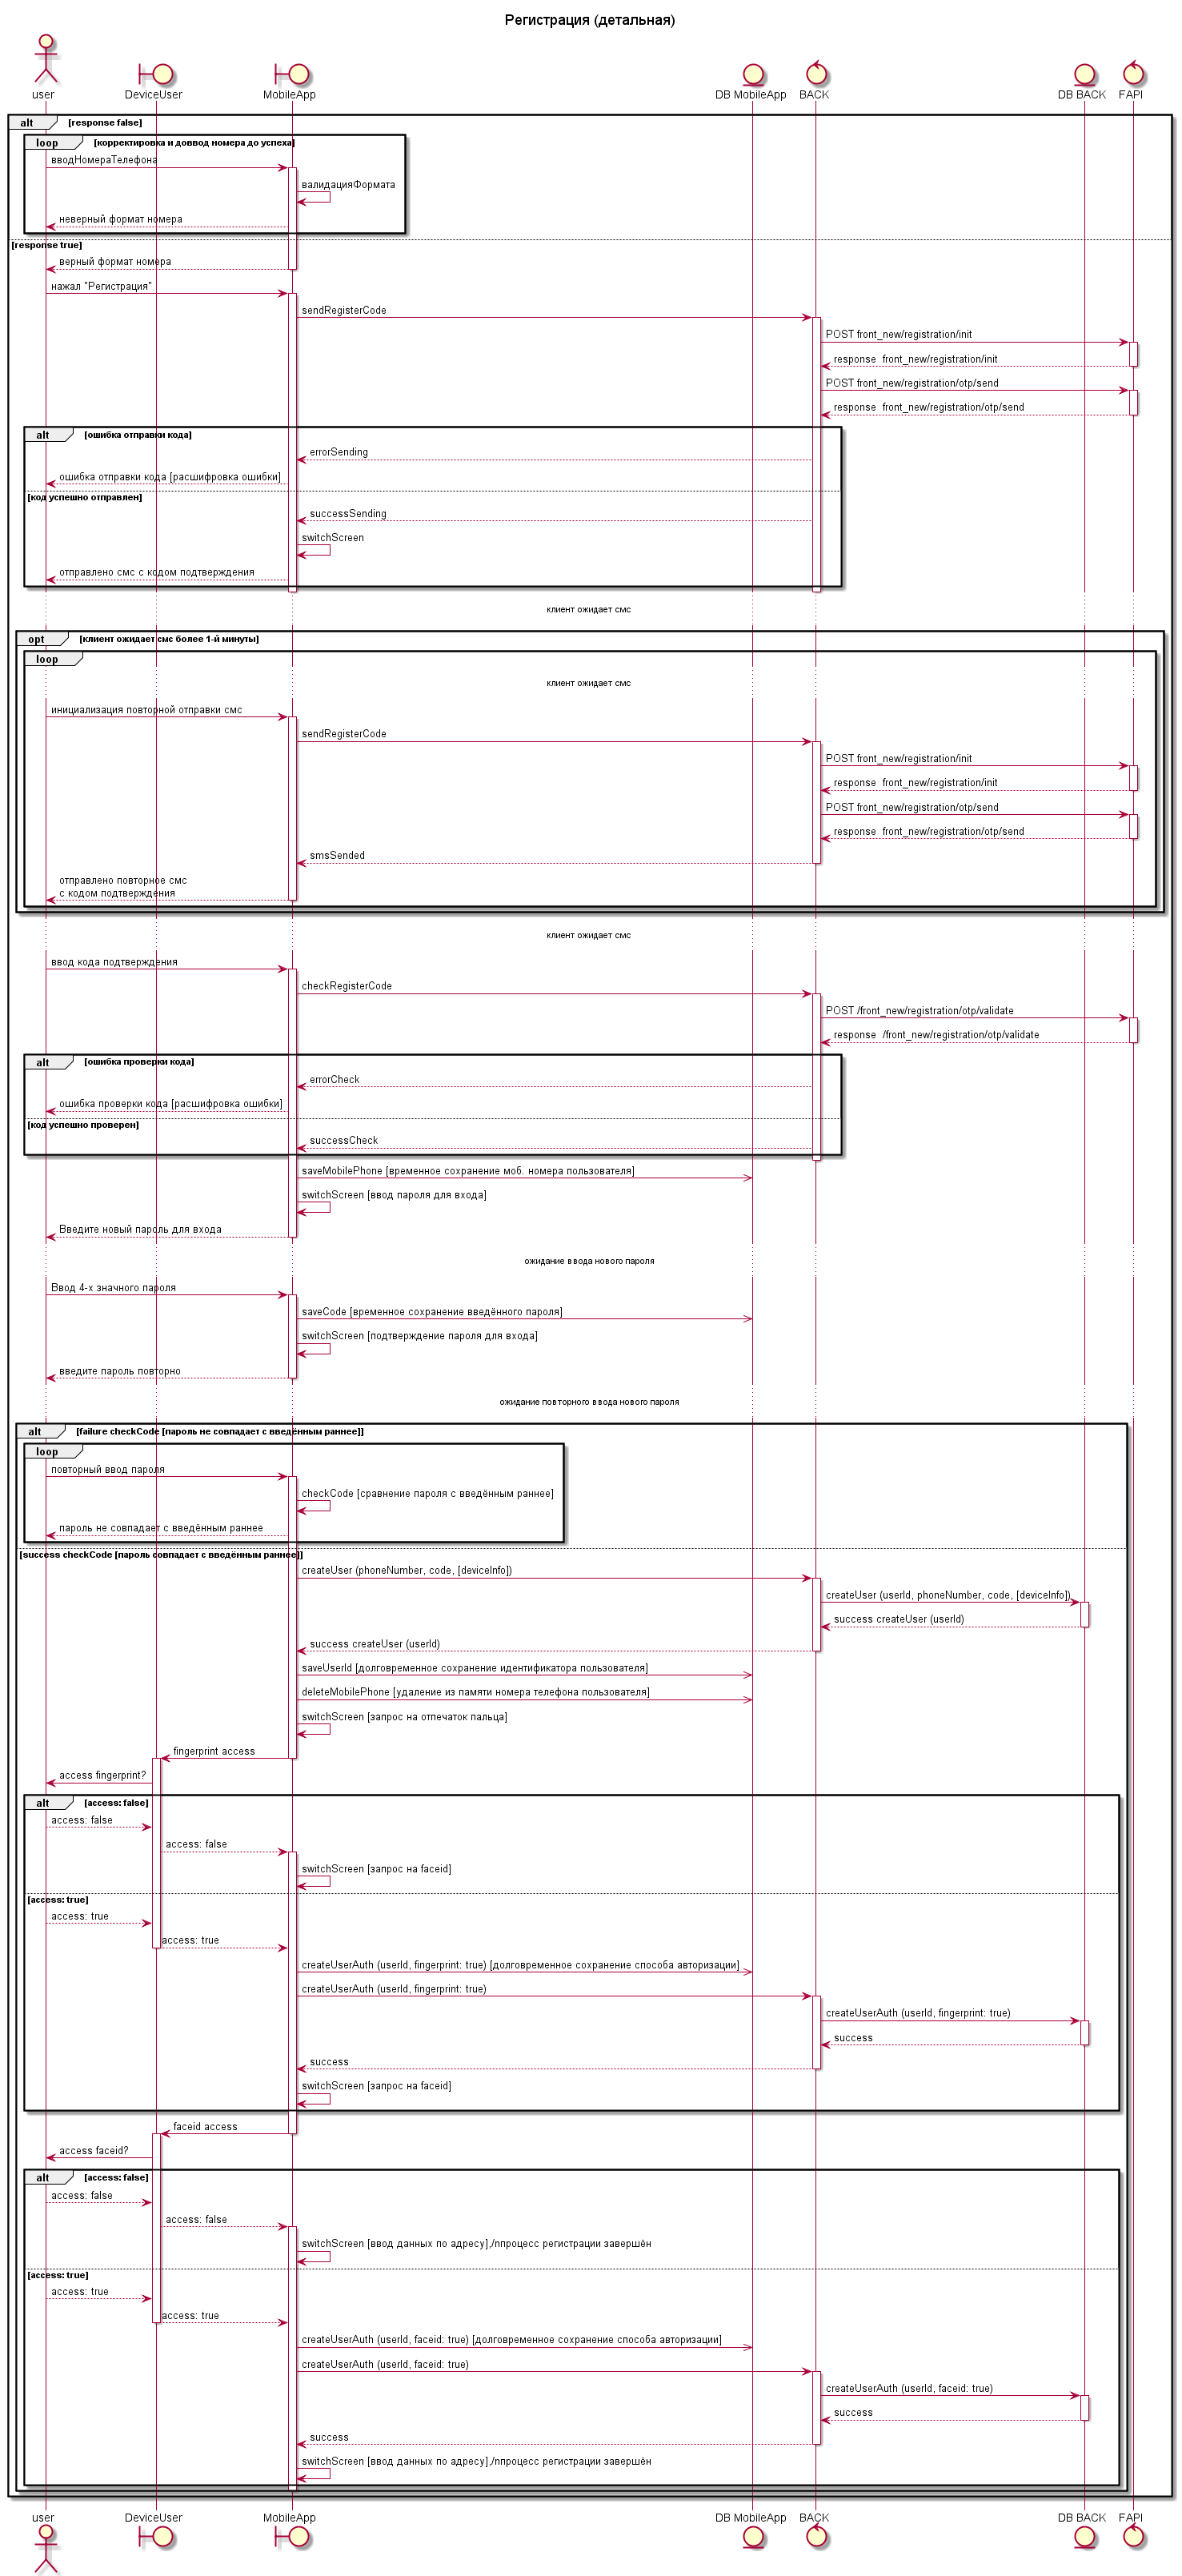 Регистрация (детальная)
user
DeviceUser
MobileApp
DB MobileApp
BACK
DB BACK
FAPI
alt [response false]
loop [корректировка и доввод номера до успеха]
вводНомераТелефона
валидацияФормата
неверный формат номера
[response true]
верный формат номера
нажал "Регистрация"
sendRegisterCode
POST front_new/registration/init
response front_new/registration/init
POST front_new/registration/otp/send
response front_new/registration/otp/send
alt [ошибка отправки кода]
errorSending
ошибка отправки кода [расшифровка ошибки]
[код успешно отправлен]
successSending
switchScreen
отправлено смс с кодом подтверждения
клиент ожидает смс
opt [клиент ожидает смс более 1-й минуты]
loop
клиент ожидает смс
инициализация повторной отправки смс
sendRegisterCode
POST front_new/registration/init
response front_new/registration/init
POST front_new/registration/otp/send
response front_new/registration/otp/send
smsSended
отправлено повторное смс
с кодом подтверждения
клиент ожидает смс
ввод кода подтверждения
checkRegisterCode
POST /front_new/registration/otp/validate
response /front_new/registration/otp/validate
alt [ошибка проверки кода]
errorCheck
ошибка проверки кода [расшифровка ошибки]
[код успешно проверен]
successCheck
saveMobilePhone [временное сохранение моб. номера пользователя]
switchScreen [ввод пароля для входа]
Введите новый пароль для входа
ожидание ввода нового пароля
Ввод 4-х значного пароля
saveCode [временное сохранение введённого пароля]
switchScreen [подтверждение пароля для входа]
введите пароль повторно
ожидание повторного ввода нового пароля
alt [failure checkCode [пароль не совпадает с введённым раннее]]
loop
повторный ввод пароля
checkCode [сравнение пароля с введённым раннее]
пароль не совпадает с введённым раннее
[success checkCode [пароль совпадает с введённым раннее]]
createUser (phoneNumber, code, [deviceInfo])
createUser (userId, phoneNumber, code, [deviceInfo])
success createUser (userId)
success createUser (userId)
saveUserId [долговременное сохранение идентификатора пользователя]
deleteMobilePhone [удаление из памяти номера телефона пользователя]
switchScreen [запрос на отпечаток пальца]
fingerprint access
access fingerprint?
alt [access: false]
access: false
access: false
switchScreen [запрос на faceid]
[access: true]
access: true
access: true
createUserAuth (userId, fingerprint: true) [долговременное сохранение способа авторизации]
createUserAuth (userId, fingerprint: true)
createUserAuth (userId, fingerprint: true)
success
success
switchScreen [запрос на faceid]
faceid access
access faceid?
alt [access: false]
access: false
access: false
switchScreen [ввод данных по адресу],/nпроцесс регистрации завершён
[access: true]
access: true
access: true
createUserAuth (userId, faceid: true) [долговременное сохранение способа авторизации]
createUserAuth (userId, faceid: true)
createUserAuth (userId, faceid: true)
success
success
switchScreen [ввод данных по адресу],/nпроцесс регистрации завершён
user
DeviceUser
MobileApp
DB MobileApp
BACK
DB BACK
FAPI